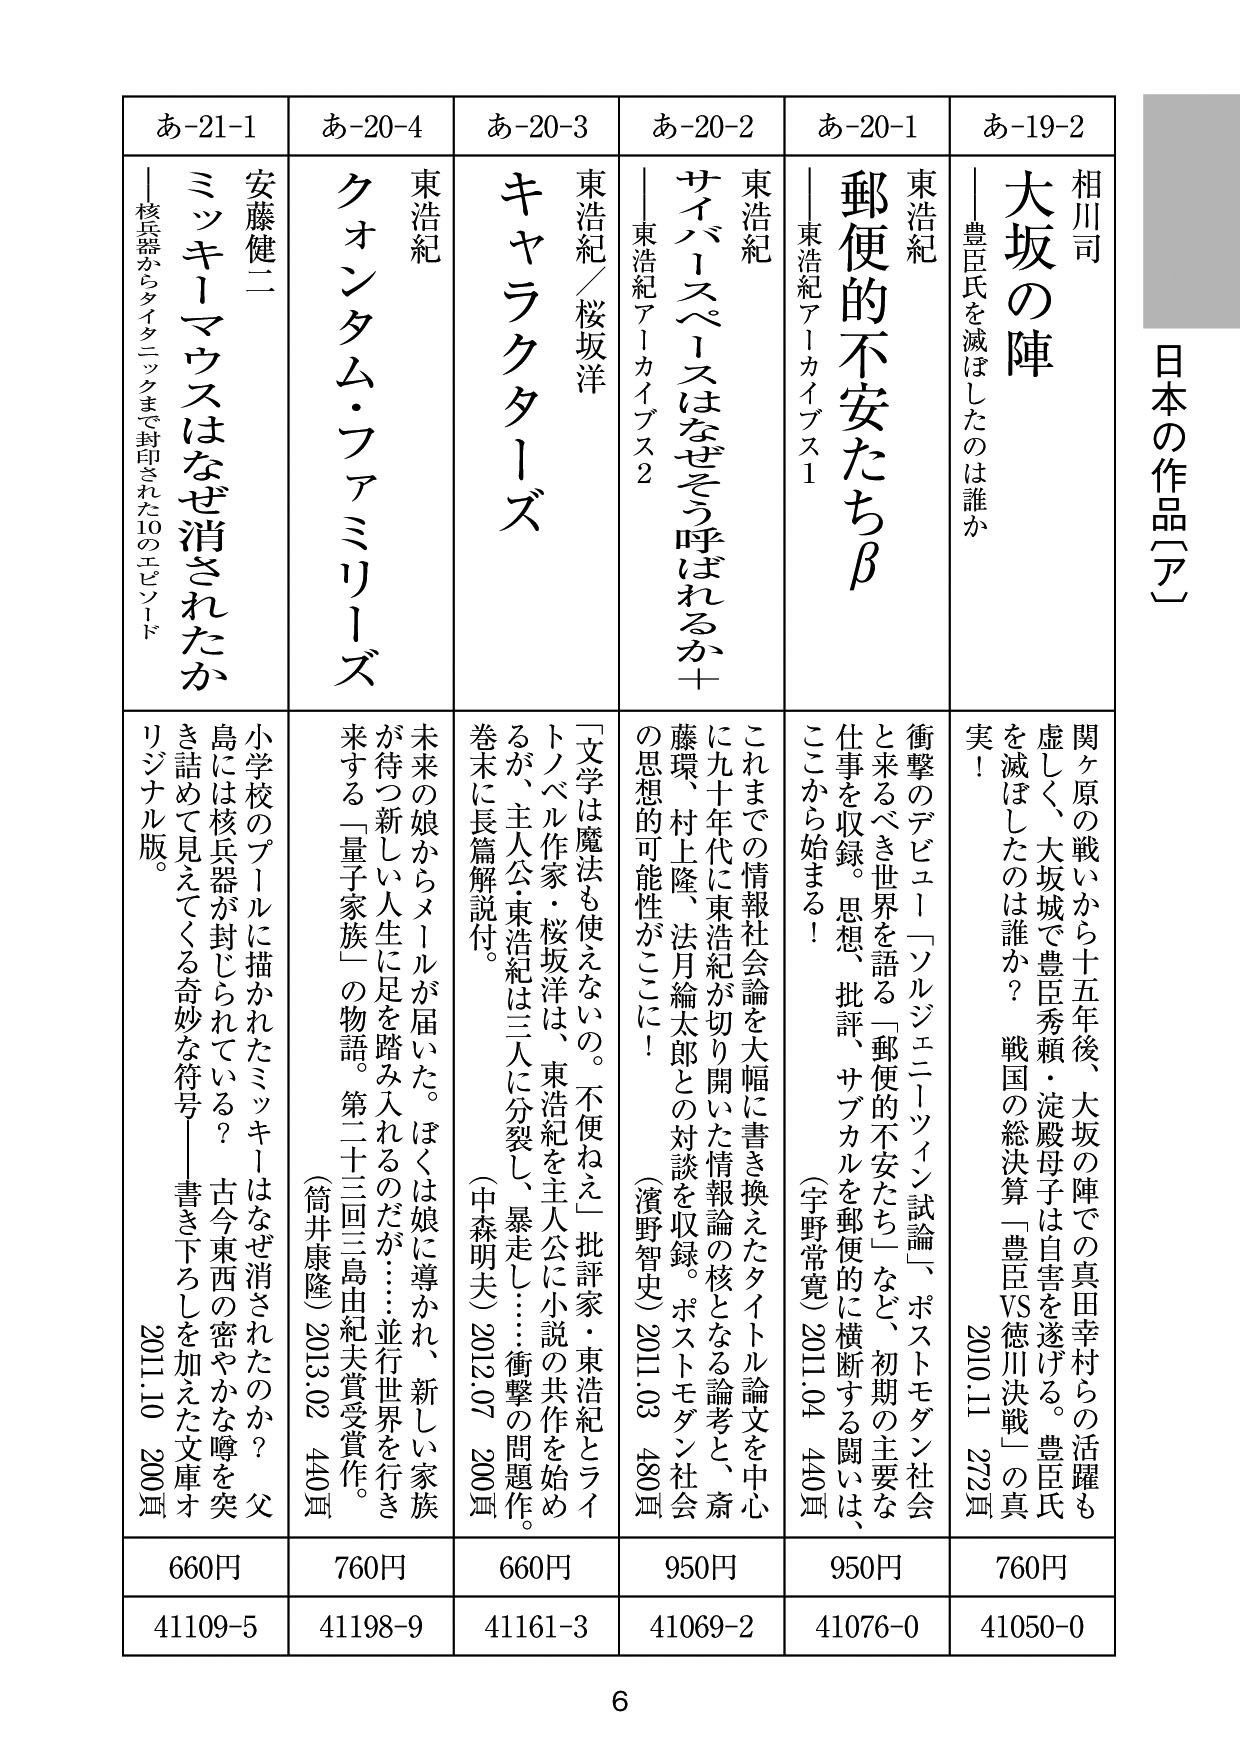 日本の作品〔ア〕
あ-19-2
相川司
大坂の陣
――豊臣氏を滅ぼしたのは誰か
関ヶ原の戦いから十五年後、大坂の陣での真田幸村らの活躍も
虚しく、大坂城で豊臣秀頼・淀殿母子は自害を遂げる。豊臣氏
を滅ぼしたのは誰か？　戦国の総決算「豊臣VS徳川決戦」の真
実！
2010.11　272頁
760円
41050-0
あ-20-1
東浩紀
郵便的不安たちβ
――東浩紀アーカイブス1
衝撃のデビュー「ソルジェニーツィン試論」、ポストモダン社会
と来るべき世界を語る「郵便的不安たち」など、初期の主要な
仕事を収録。思想、批評、サブカルを郵便的に横断する闘いは、
ここから始まる！
（宇野常寛）2011.04　440頁
950円
41076-0
あ-20-2
東浩紀
サイバースペースはなぜそう呼ばれるか＋
――東浩紀アーカイブス2
これまでの情報社会論を大幅に書き換えたタイトル論文を中心
に九十年代に東浩紀が切り開いた情報論の核となる論考と、斎
藤環、村上隆、法月綸太郎との対談を収録。ポストモダン社会
の思想的可能性がここに！
（濱野智史）2011.03　480頁
950円
41069-2
あ-20-3
東浩紀／桜坂洋
キャラクターズ
「文学は魔法も使えないの。不便ねえ」批評家・東浩紀とライ
トノベル作家・桜坂洋は、東浩紀を主人公に小説の共作を始め
るが、主人公・東浩紀は三人に分裂し、暴走し……衝撃の問題作。
巻末に長篇解説付。
（中森明夫）2012.07　200頁
660円
41161-3
あ-20-4
東浩紀
クォンタム・ファミリーズ
未来の娘からメールが届いた。ぼくは娘に導かれ、新しい家族
が待つ新しい人生に足を踏み入れるのだが……並行世界を行き
来する「量子家族」の物語。第二十三回三島由紀夫賞受賞作。
（筒井康隆）2013.02　440頁
760円
41198-9
あ-21-1
安藤健二
ミッキーマウスはなぜ消されたか
――核兵器からタイタニックまで封印された10のエピソード
小学校のプールに描かれたミッキーはなぜ消されたのか？　父
島には核兵器が封じられている？　古今東西の密やかな噂を突
き詰めて見えてくる奇妙な符号――書き下ろしを加えた文庫オ
リジナル版。
2011.10　200頁
660円
41109-5
6